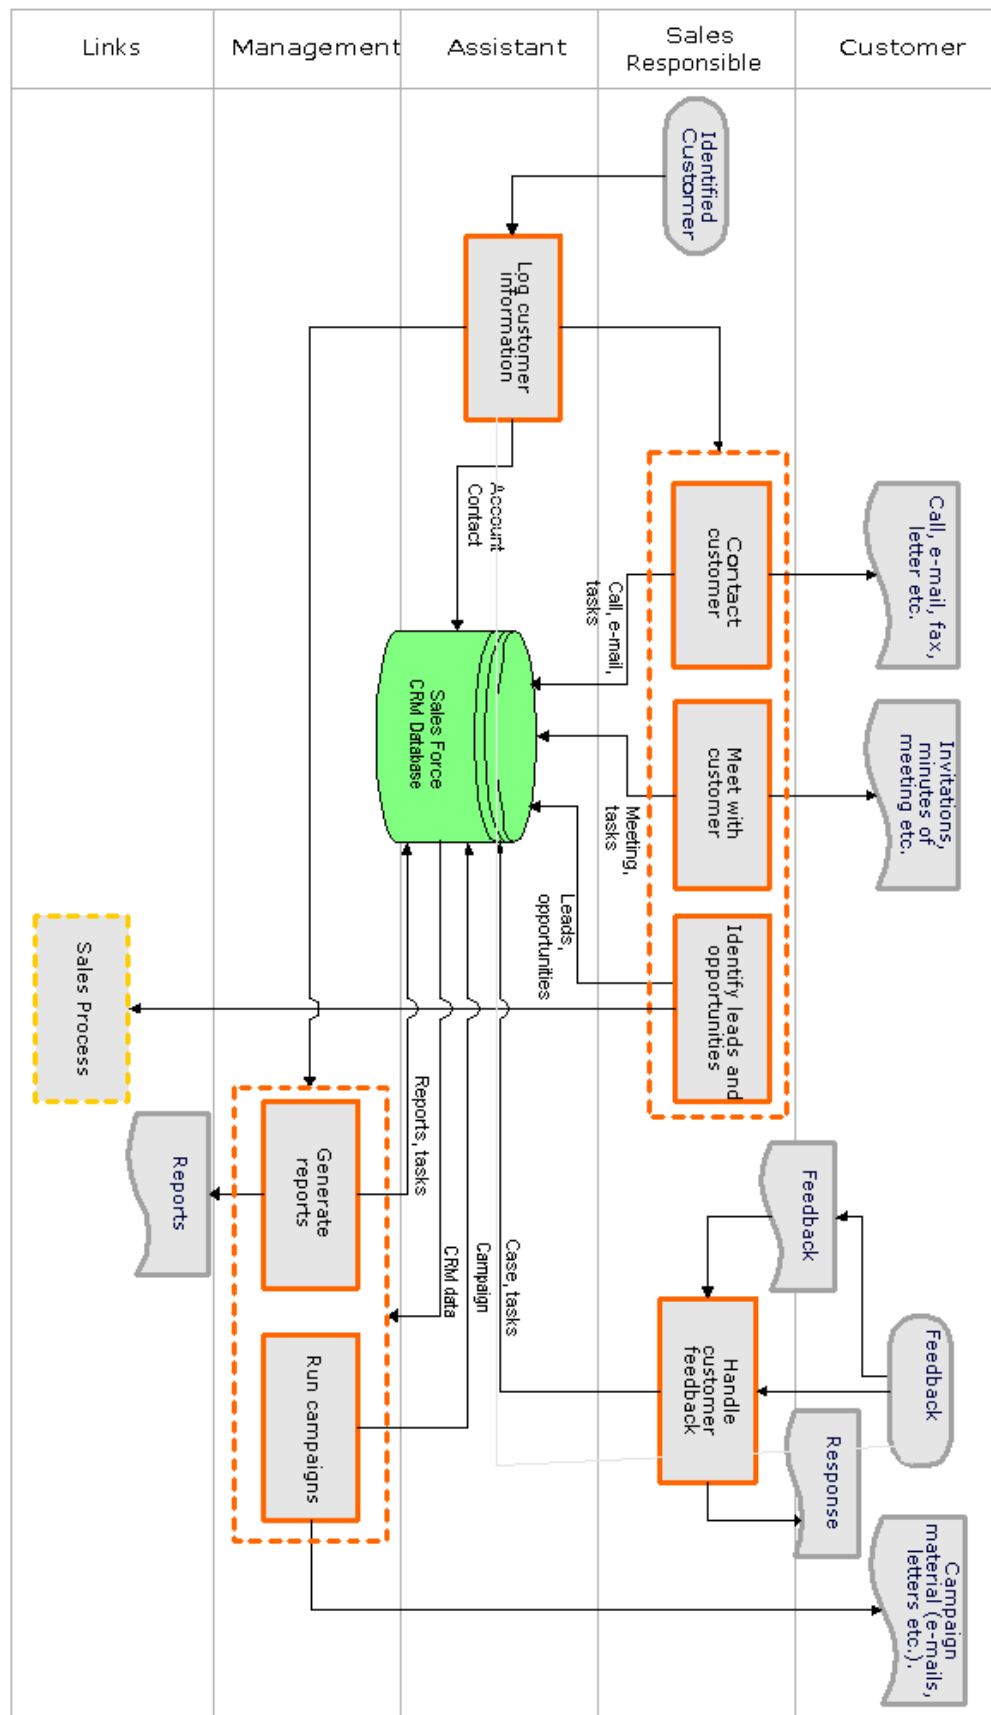 Links
Management
Assistant
Sales
Responsible
Customer
Identified
Customer
Log customer
information
Account
Contact
Contact
customer
Call, e-mail, fax,
letter etc.
Call, e-mail,
tasks
Sales Force
CRM Database
Meet with
customer
Invitations,
minutes of
meeting etc.
Meeting,
tasks
Identify leads and
opportunities
Leads,
opportunities
Sales Process
Generate
reports
Reports
Reports, tasks
CRM data
Campaign
Case, tasks
Run campaigns
Feedback
Feedback
Handle
customer
feedback
Response
Campaign
material (e-mails,
letters etc.).